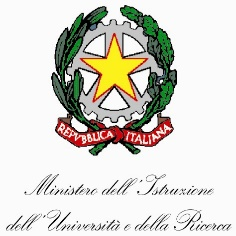 REPVBBLICA ITALIANA
Ministero dell'Istruzione
dell'Università e della Ricerca